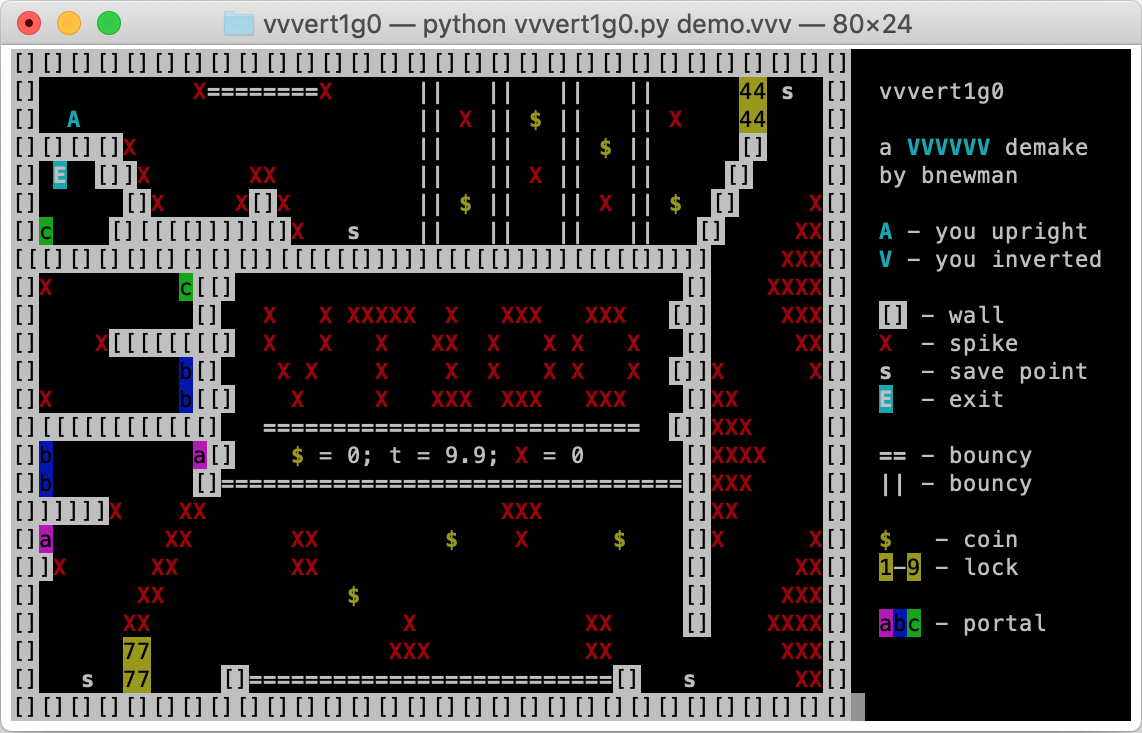 vvvert1g0 — python vvvert1g0.py demo.vvv — 80×24
[][][][][][][][][][][][][][][][][][][][][][][][][][][][][][]
[]           X========X      ||   ||   ||   ||      44 s  []  vvvert1g0
[]  A                        || X ||  $||   || X    44    []
[][][][]X                    ||   ||   || $ ||      []    []  a VVVVVV demake
[] E  [[]X       XX          ||   || X ||   ||     []     []  by bnewman
[]      []X     X[]X         || $ ||   || X || $  []     X[]
[]c    [[][][][][][]X   s    ||   ||   ||   ||   []     XX[]  A - you upright
[][][][][][][][][][][][][][][][][][][][][][][][][]     XXX[]  V - you inverted
[]X         c[[]                                []    XXXX[]
[]           []   X   X XXXXX  X   XXX   XXX   [[]     XXX[]  [] - wall
[]    X[[][][][]  X   X   X   XX  X   X X   X   []      XX[]  X  - spike
[]          b[]    X X    X    X  X   X X   X  [[]X      X[]  s  - save point
[]X         b[[]    X     X   XXX  XXX   XXX    []XX      []  E  - exit
[][][][][][][[]   ===========================  [[]XXX     []
[]b          a[]    $ = 0; t = 9.9; X = 0       []XXXX    []  == - bouncy
[]b          []=================================[]XXX     []  || - bouncy
[][][]]X    XX                     XXX          []XX      []
[]a        XX       XX         $    X      $    []X      X[]  $  - coin
[]]X      XX        XX                          []      XX[]  1-9 - lock
[]       XX             $                       []     XXX[]
[]      XX                  X            XX     []    XXXX[]  abc - portal
[]      77                 XXX           XX            XXX[]
[]   s  77     []==========================[]   s       XX[]
[][][][][][][][][][][][][][][][][][][][][][][][][][][][][][]